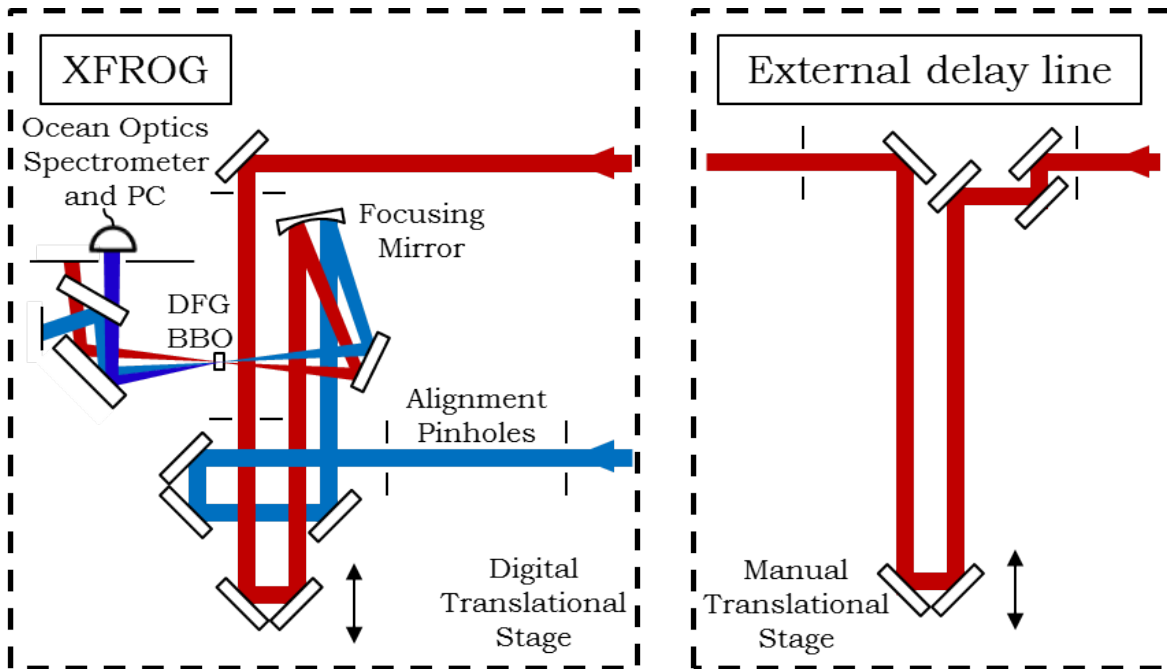 XFROG
Ocean Optics
Spectrometer
and PC
Focusing
Mirror
DFG
BBO
Alignment
Pinholes
Digital
Translational
Stage
External delay line
Manual
Translational
Stage